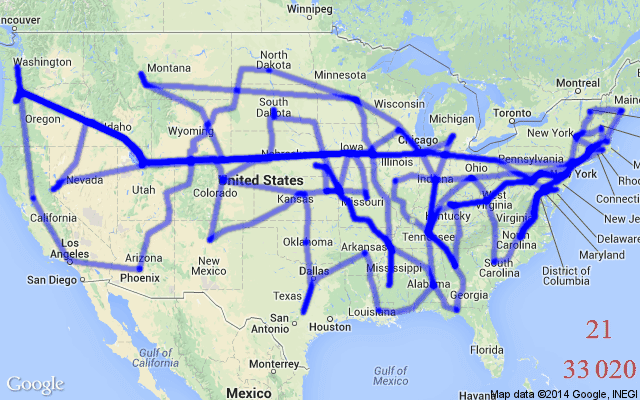 Winnipeg
ancouver
Washington
Montana
North
Dakota
Minnesota
Montreal
Maine
Oregon
Idaho
South
Dakota
Wisconsin
Michigan
Toronto
New York
Wyoming
Chicago
Iowa
Nebraska
Illinois
Indiana
Ohio
Pennsylvania
New York
Rho
Connectic
Nevada
Utah
Colorado
United States
Kansas
Missouri
West
Virginia
Kentucky
Virginia
New Je
Delaware
Maryland
California
Los
Angeles
San Diego
Arizona
Phoenix
New
Mexico
Oklahoma
Arkansas
Tennessee
North
Carolina
South
Carolina
District of
Columbia
Dallas
Mississippi
Alabama
Georgia
Texas
San
Antonio
Houston
Louisiana
Florida
21
33 020
Gulf of
California
Monterrey
Gulf of
Mexico
Mexico
Havana
Google
Map data ©2014 Google, INEGI